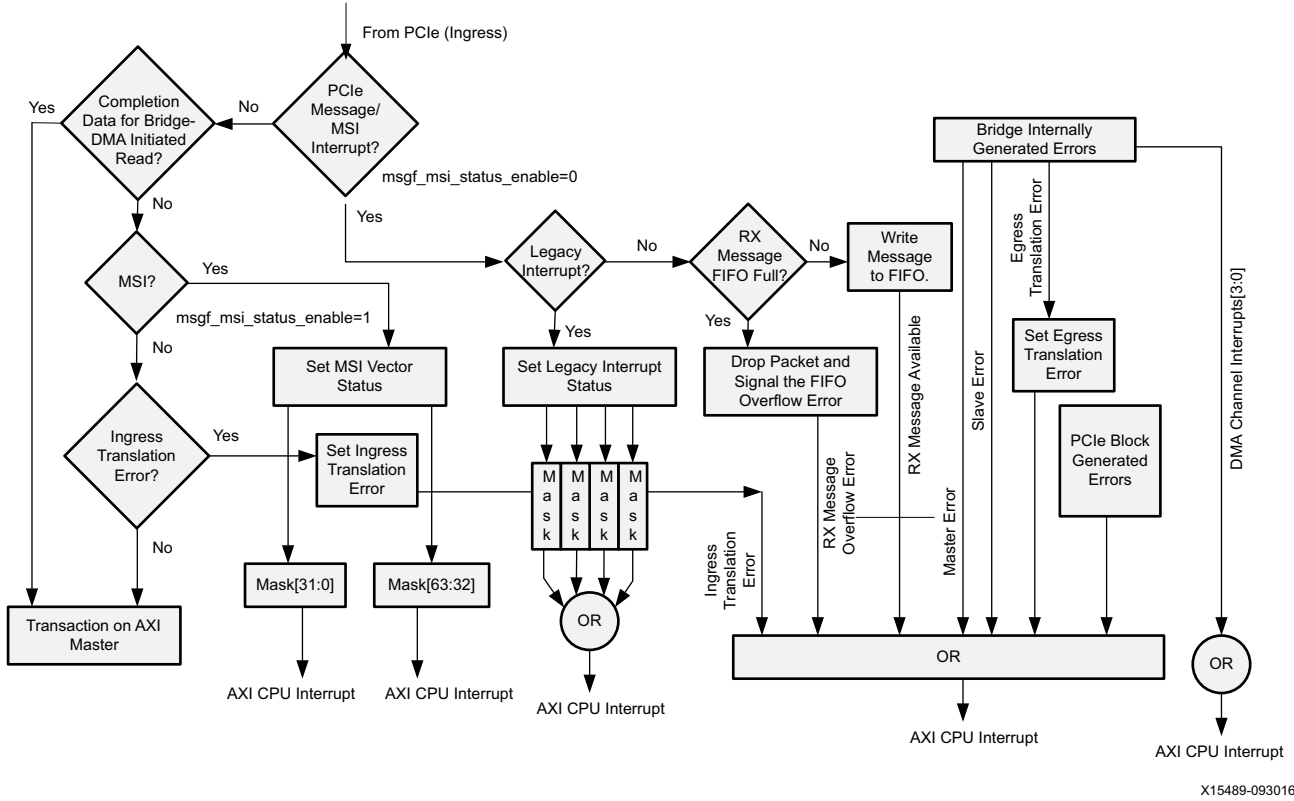 From PCIe (Ingress)
PCIe
Message/
MSI
Interrupt?
No
Yes
Completion
Data for Bridge-
DMA Initiated
Read?
Yes
No
msgf_msi_status_enable=0
MSI?
Yes
msgf_msi_status_enable=1
No
Legacy
Interrupt?
No
Yes
RX
Message
FIFO Full?
No
Yes
Write
Message
to FIFO.
Bridge Internally
Generated Errors
Set MSI Vector
Status
Set Legacy Interrupt
Status
Drop Packet and
Signal the FIFO
Overflow Error
Egress
Translation Error
Set Egress
Translation
Error
PCIe Block
Generated
Errors
Ingress
Translation
Error?
Yes
No
Set Ingress
Translation
Error
Mask
Mask
Mask
Mask
Ingress
Translation
Error
RX Message
Overflow Error
RX Message Available
Master Error
Slave Error
DMA Channel Interrupts[3:0]
Mask[31:0]
Mask[63:32]
Transaction on AXI
Master
OR
OR
OR
AXI CPU Interrupt
AXI CPU Interrupt
AXI CPU Interrupt
AXI CPU Interrupt
AXI CPU Interrupt
X15489-093016